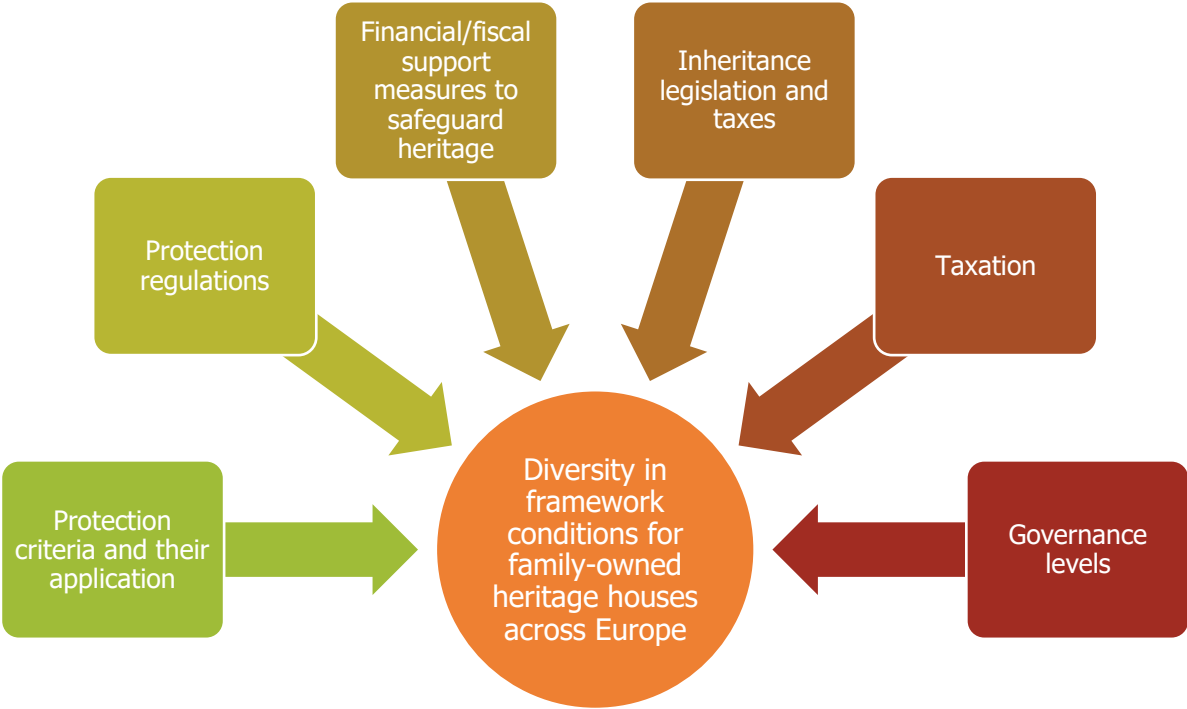 Financial/fiscal
support
measures to
safeguard
heritage
Inheritance
legislation and
taxes
Protection
regulations
Taxation
Protection
criteria and their
application
Diversity in
framework
conditions for
family-owned
heritage houses
across Europe
Governance
levels